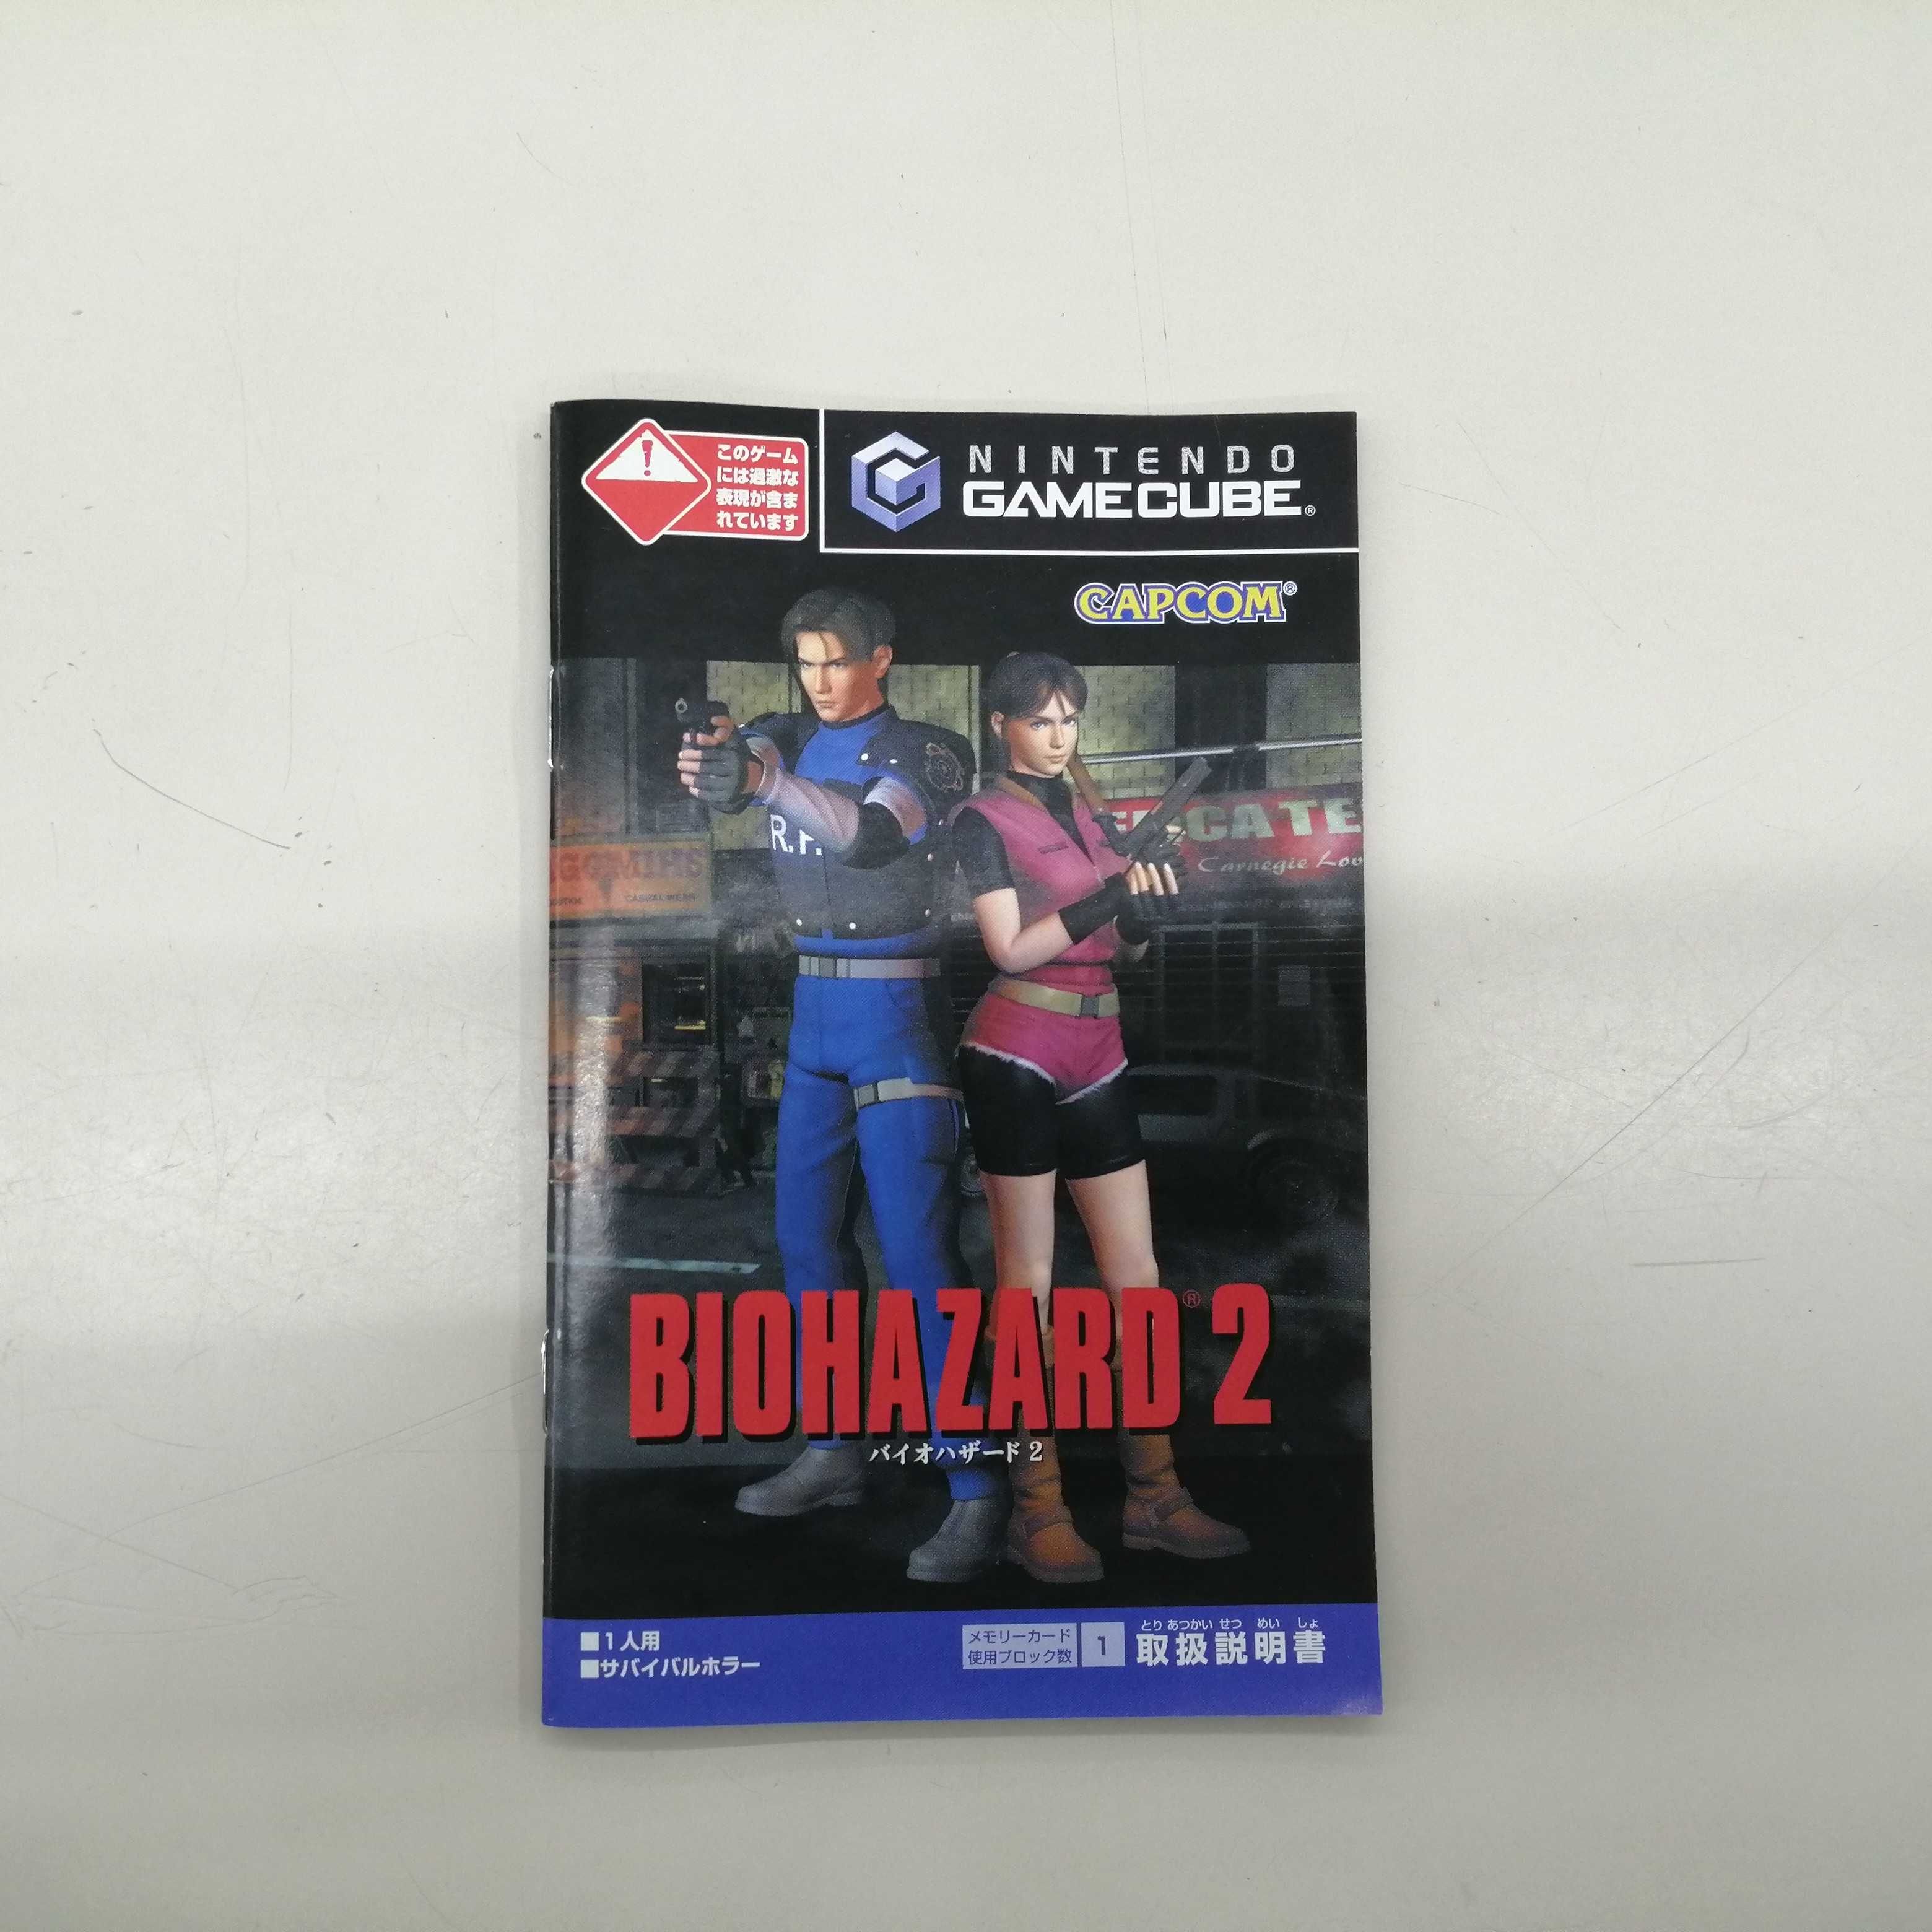 このゲーム
には過激な
表現が含ま
れています
NINTENDO
GAMECUBE®
CAPCOM®
R.P.
CATE
Carnegie Lov
CASUAL WEAR
BIOHAZARD® 2
バイオハザード 2
■1人用
■サバイバルホラー
メモリーカード
使用ブロック数
1
とり あつかい せつ めい しょ
取扱説明書